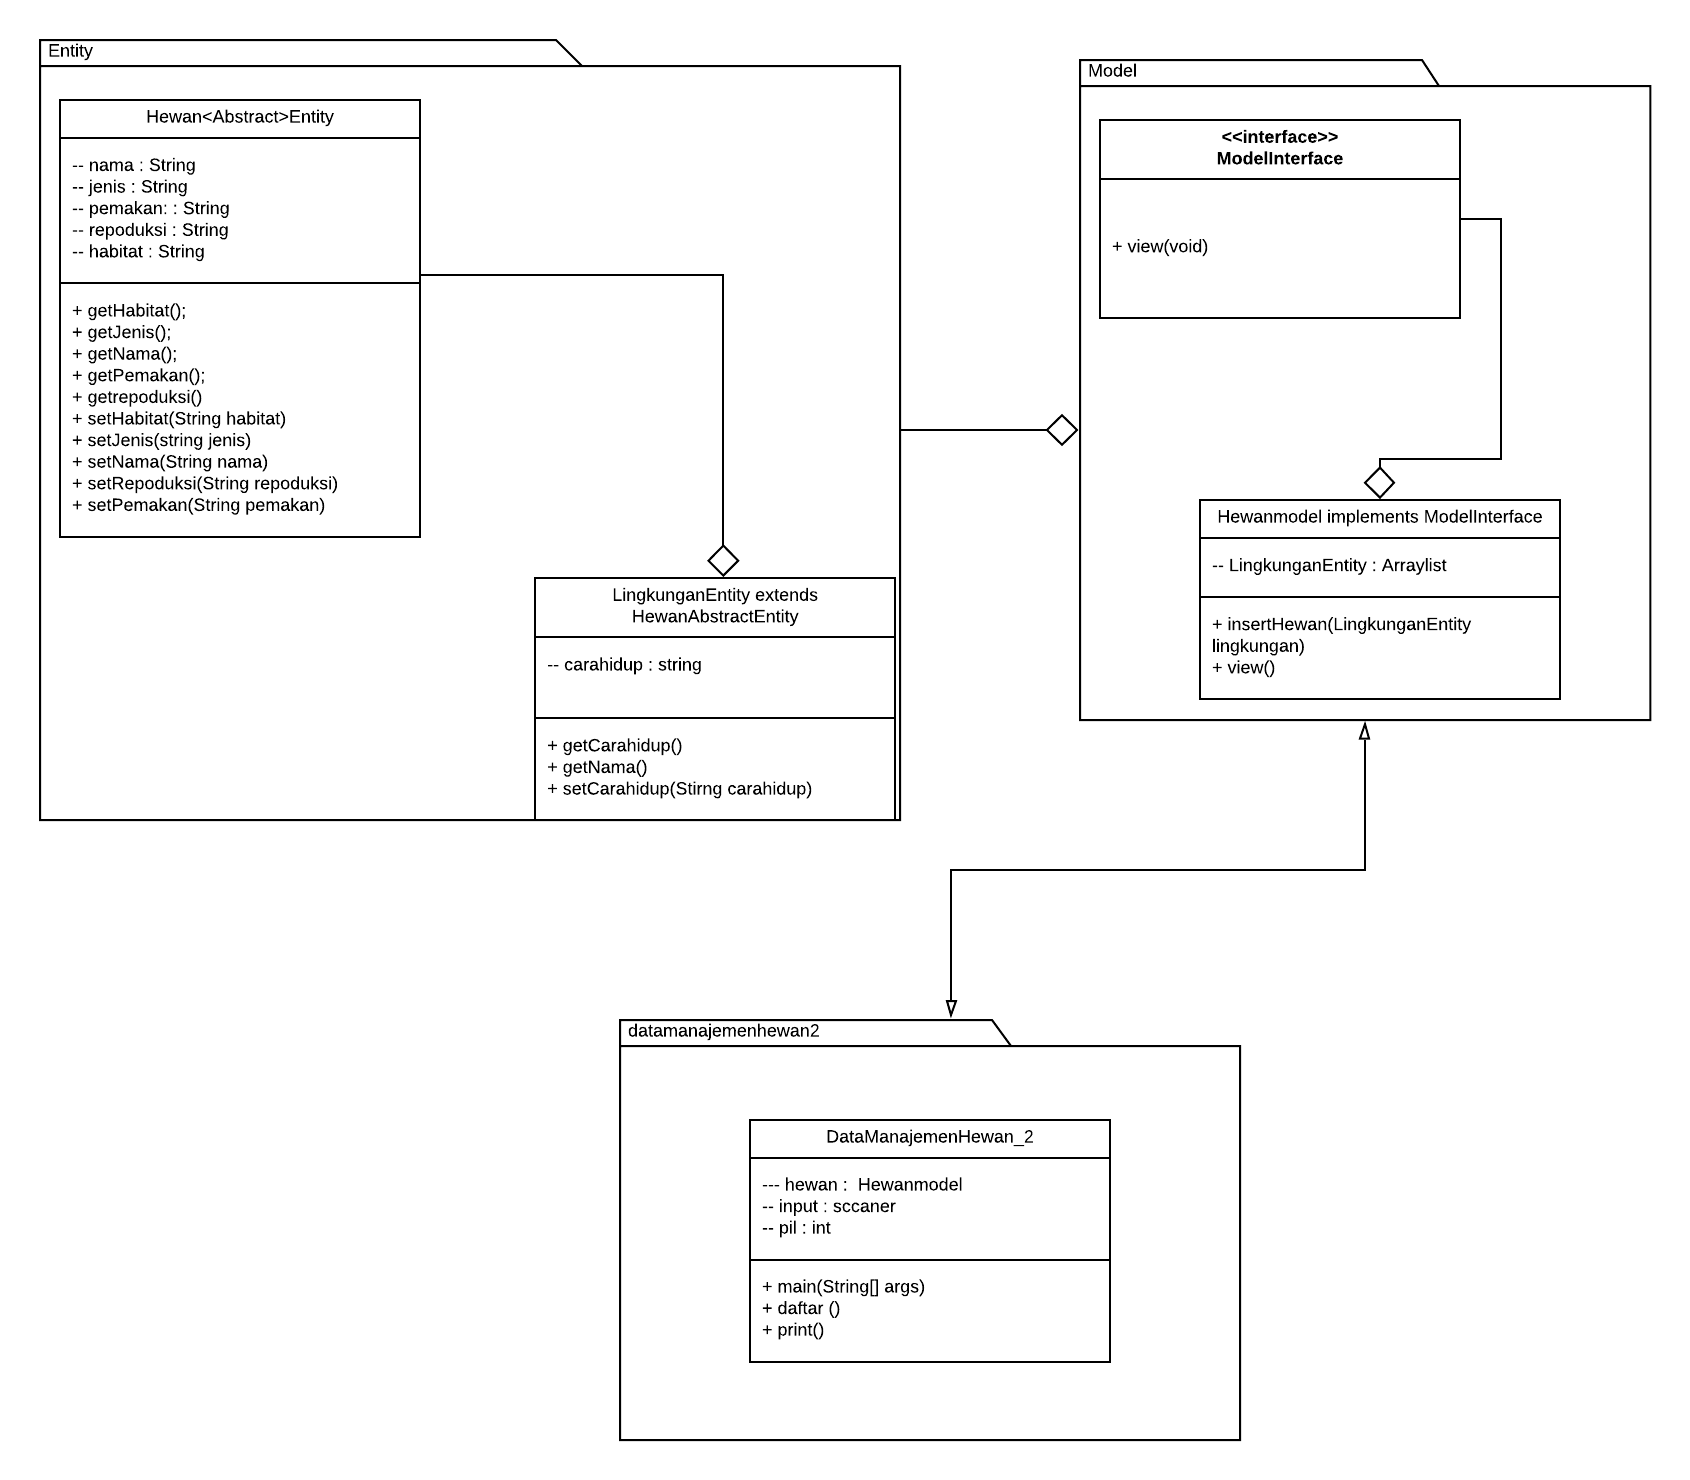 Entity
Hewan<Abstract>Entity
-- nama : String
-- jenis : String
-- pemakan: : String
-- repoduksi : String
-- habitat : String
+ getHabitat();
+ getJenis();
+ getNama();
+ getPemakan();
+ getrepoduksi()
+ setHabitat(String habitat)
+ setJenis(string jenis)
+ setNama(String nama)
+ setRepoduksi(String repoduksi)
+ setPemakan(String pemakan)
LingkunganEntity extends
HewanAbstractEntity
-- carahidup : string
+ getCarahidup()
+ getNama()
+ setCarahidup(Stirng carahidup)
Model
<<interface>>
ModelInterface
+ view(void)
Hewanmodel implements ModelInterface
-- LingkunganEntity : Arraylist
+ insertHewan(LingkunganEntity
lingkungan)
+ view()
datamanajemenhewan2
DataManajemenHewan_2
--- hewan :  Hewanmodel
-- input : sccaner
-- pil : int
+ main(String[] args)
+ daftar ()
+ print()